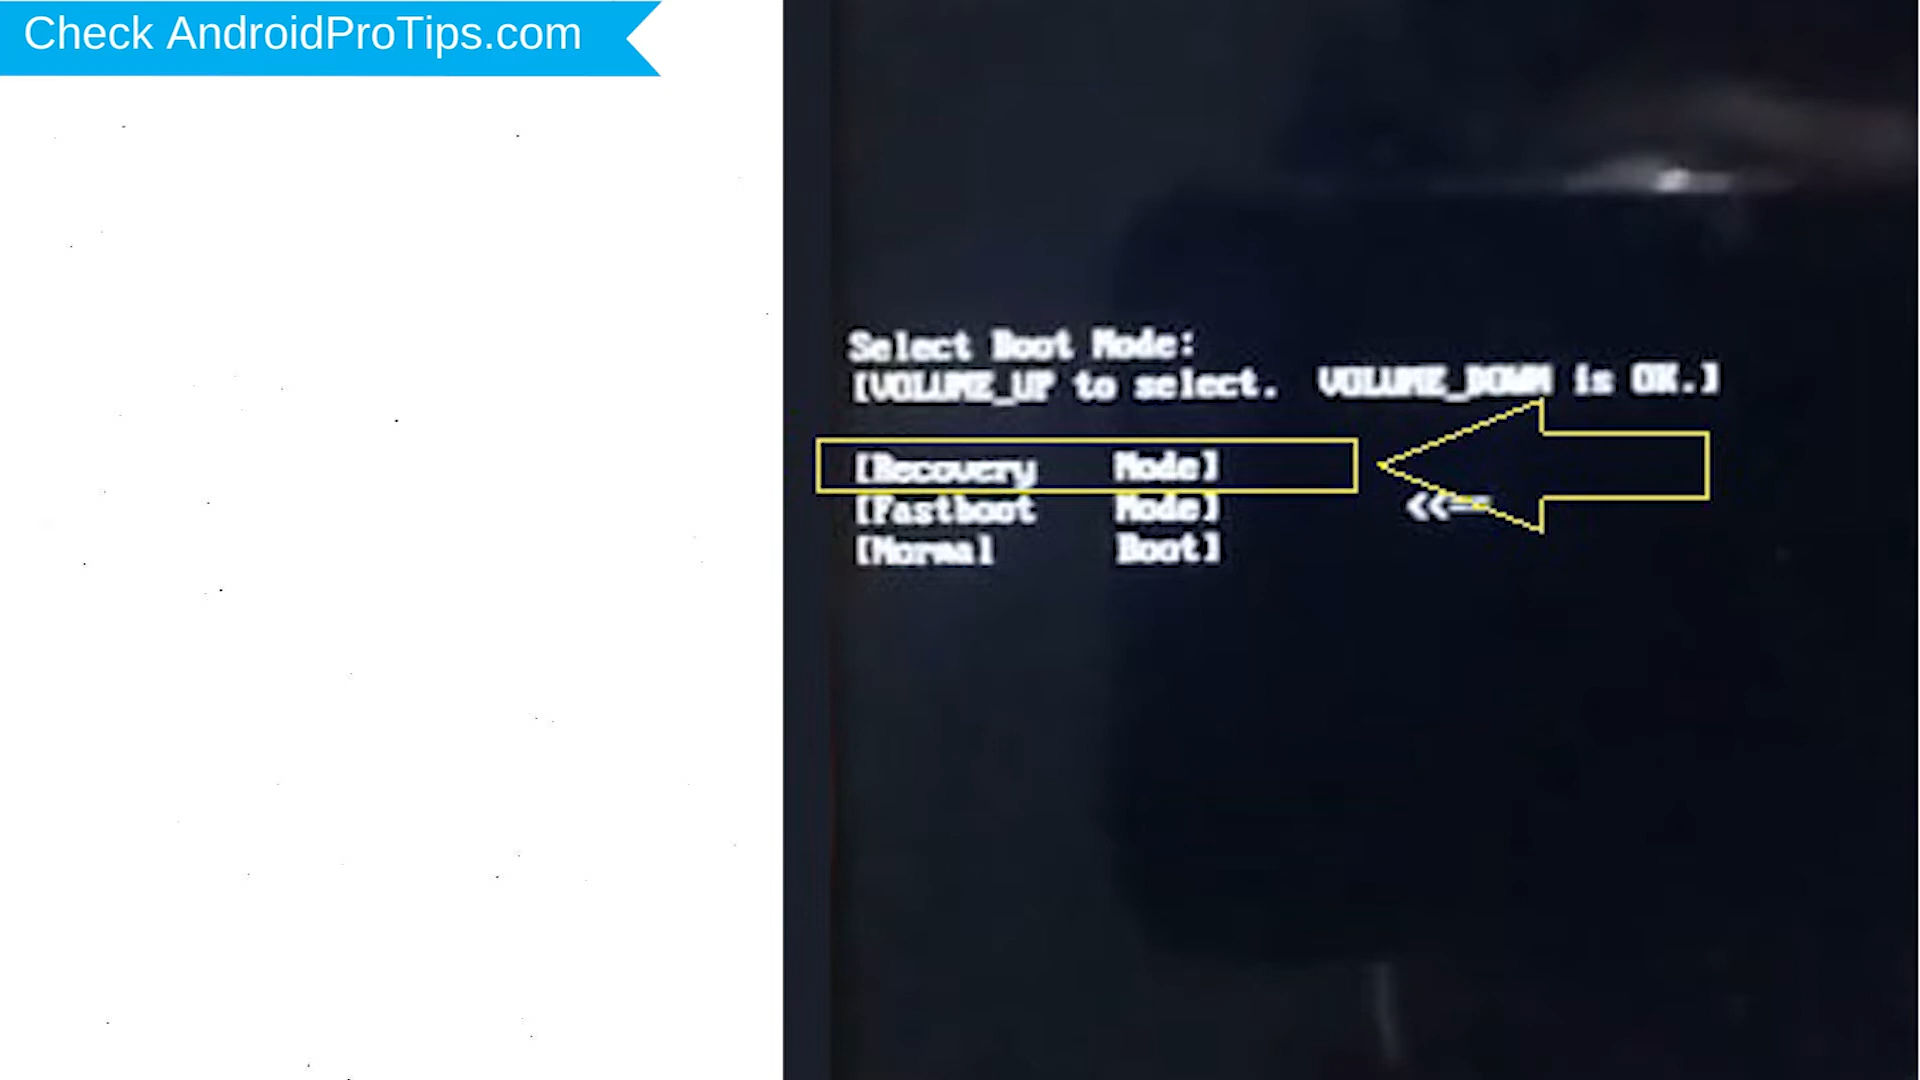 Check AndroidProTips.com
Select Boot Mode:
[VOLUME_UP to select. VOLUME_DOWN is OK.]
[Recovery Mode]
[Fastboot Mode] <<==
[Normal Boot]